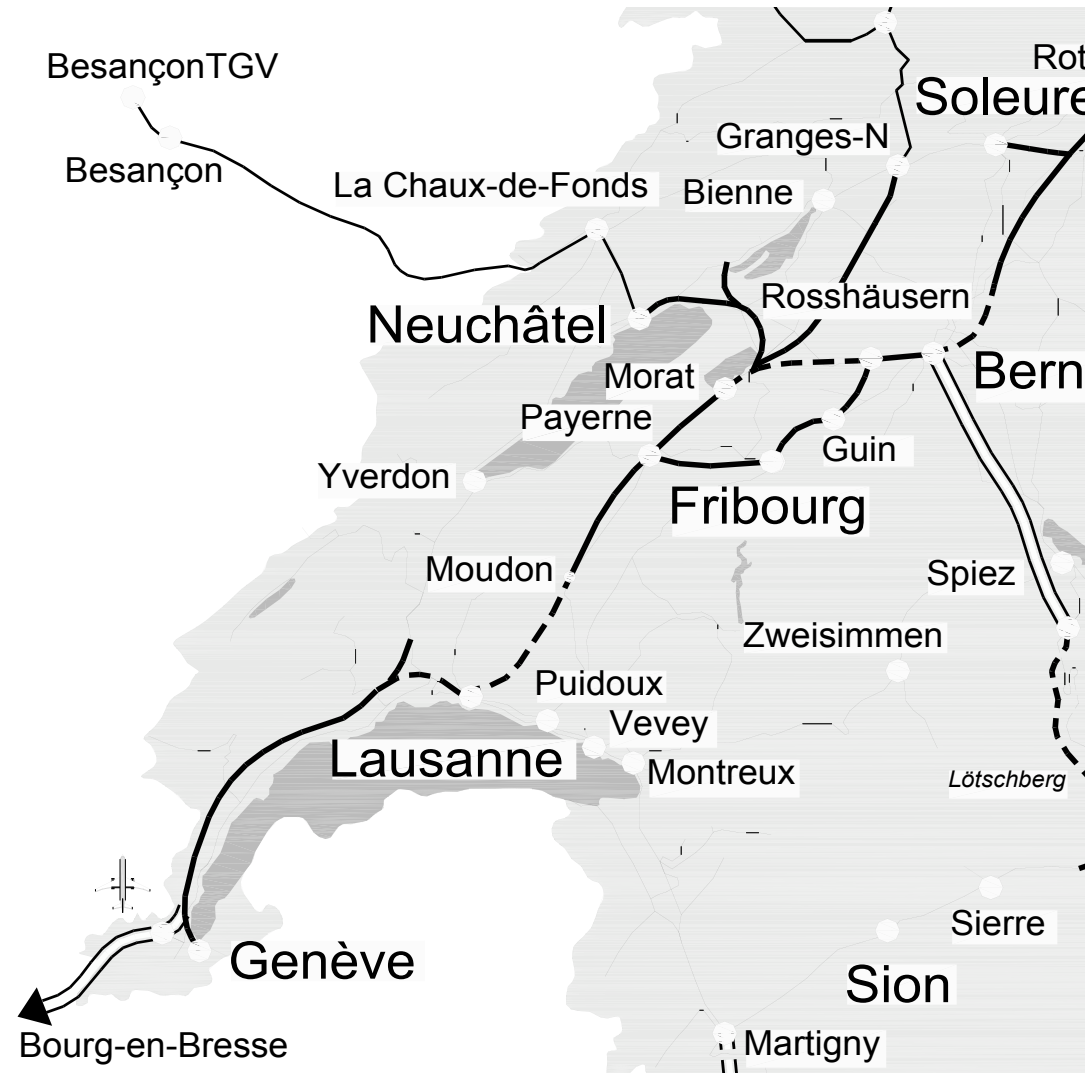 BesançonTGV
Rot
Soleure
Granges-N
Besançon
La Chaux-de-Fonds
Bienne
Rosshäusern
Neuchâtel
Morat
Bern
Payerne
Guin
Yverdon
Fribourg
Moudon
Spiez
Zweisimmen
Puidoux
Vevey
Lausanne
Montreux
Lötschberg
Sierre
Genève
Sion
Bourg-en-Bresse
Martigny